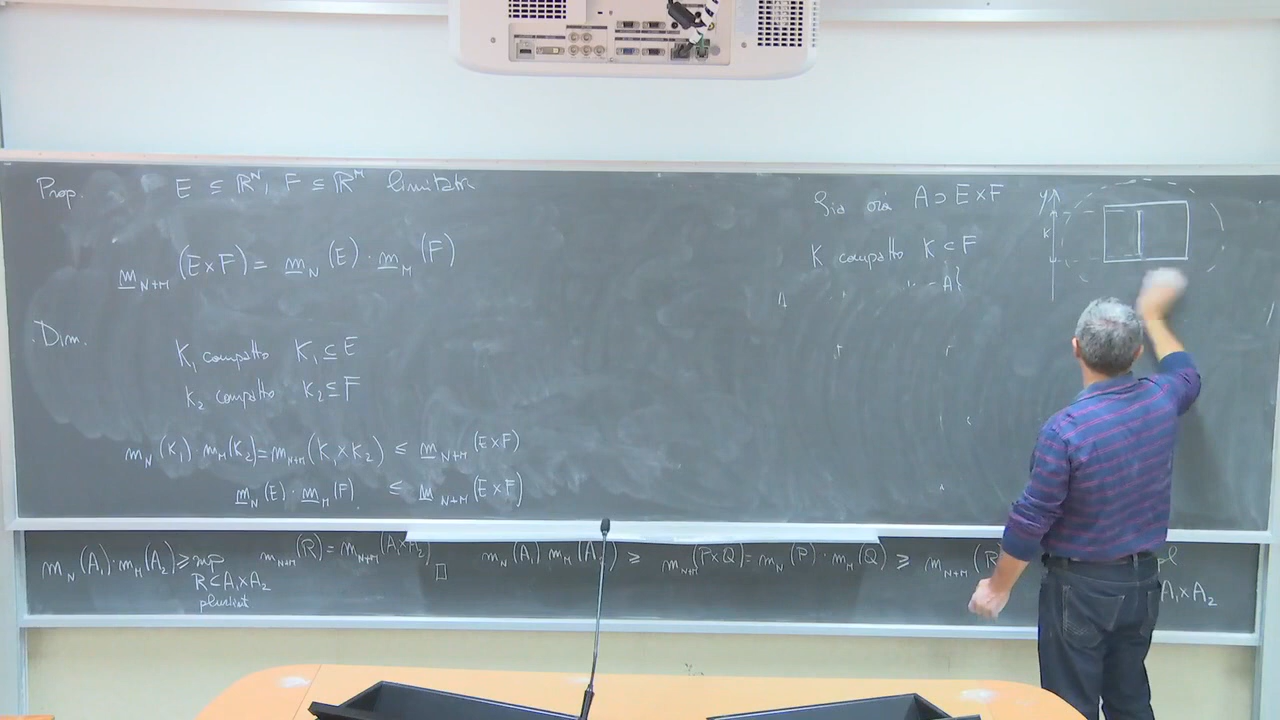 Prop. E ⊆ ℝᴺ, F ⊆ ℝᴹ limitati
m_{N+M} (E×F) = m_N (E) · m_M (F)
Dim.
K₁ compatto K₁ ⊆ E
K₂ compatto K₂ ⊆ F
m_N (K₁) m_M (K₂) = m_{N+M} (K₁×K₂) ≤ m_{N+M} (E×F)
m_N (E) · m_M (F) ≤ m_{N+M} (E×F)
Sia ora A ⊃ E×F
K compatto K ⊂ F
y
K
m_N (A₁) · m_M (A₂) ≥ sup m_{N+M} (R) = m_{N+M} (A₁×A₂) □
R ⊂ A₁×A₂
plurirett
m_N (A₁) m_M (A₂) ≥ m_{N+M} (P×Q) = m_N (P) · m_M (Q) ≥ m_{N+M} (R)
A₁×A₂